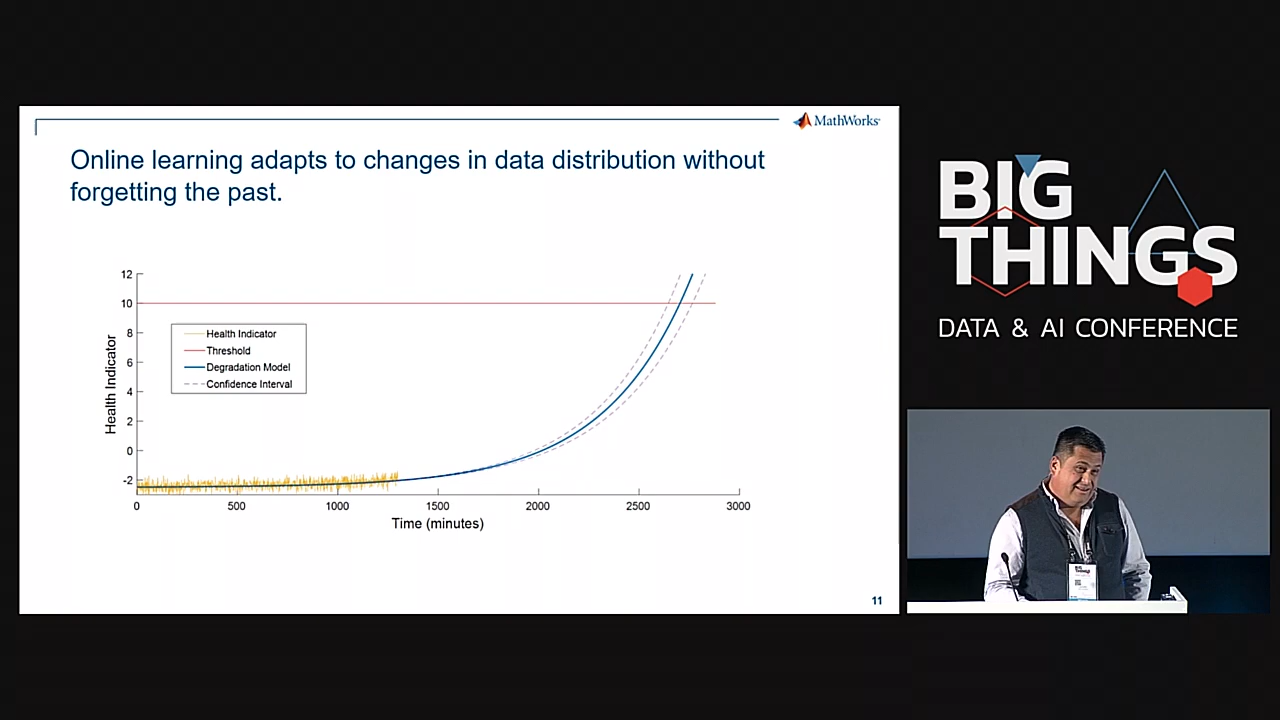 MathWorks
Online learning adapts to changes in data distribution without
forgetting the past.
12
10
8
6
4
2
0
-2
Health Indicator
Health Indicator
Threshold
Degradation Model
Confidence Interval
0
500
1000
1500
2000
2500
3000
Time (minutes)
11
BIG
THINGS
DATA & AI CONFERENCE
BIG
THINGS